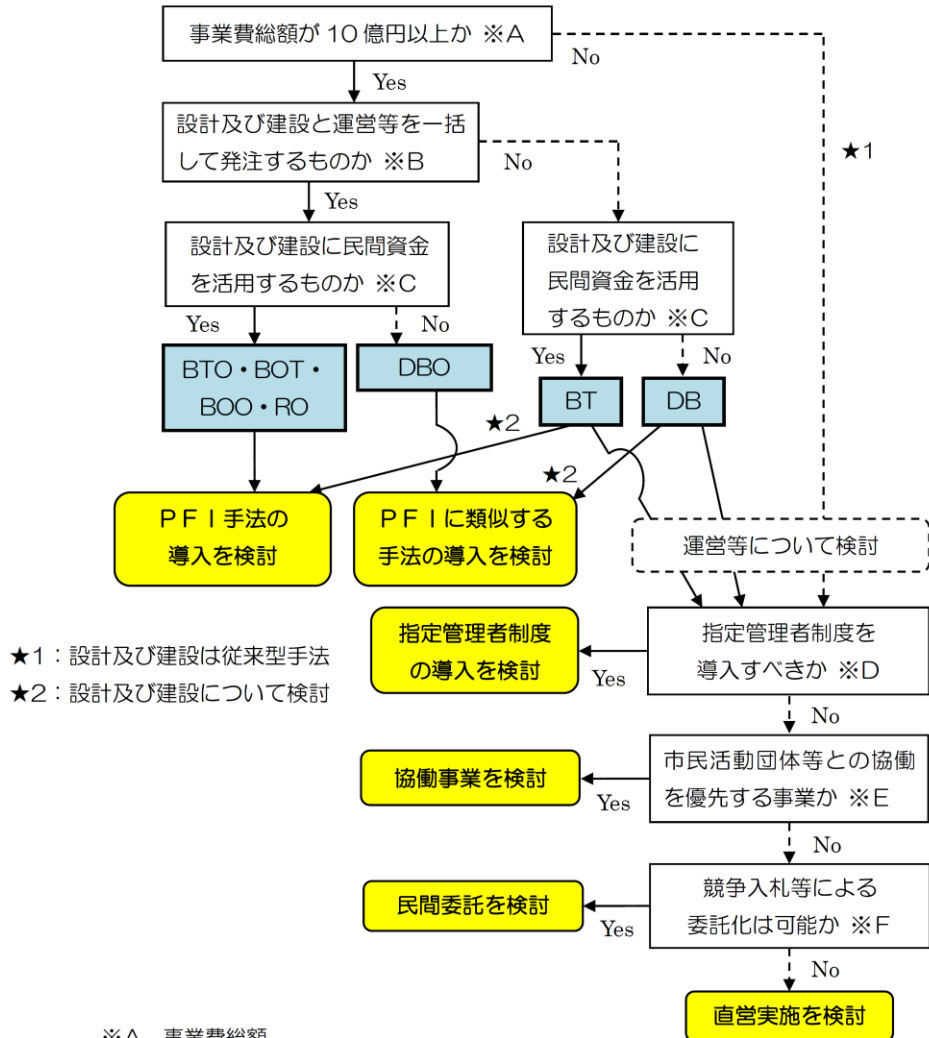 事業費総額が 10 億円以上か ※A
No
Yes
★1
設計及び建設と運営等を一括
して発注するものか ※B
No
Yes
設計及び建設に民間資金
を活用するものか ※C
設計及び建設に
民間資金を活用
するものか ※C
Yes
No
Yes
No
BTO・BOT・
BOO・RO
DBO
BT
DB
★2
★2
PFI手法の
導入を検討
PFIに類似する
手法の導入を検討
運営等について検討
指定管理者制度
の導入を検討
Yes
指定管理者制度を
導入すべきか ※D
★1：設計及び建設は従来型手法
★2：設計及び建設について検討
No
協働事業を検討
Yes
市民活動団体等との協働
を優先する事業か ※E
No
民間委託を検討
Yes
競争入札等による
委託化は可能か ※F
No
直営実施を検討
※A 事業費総額